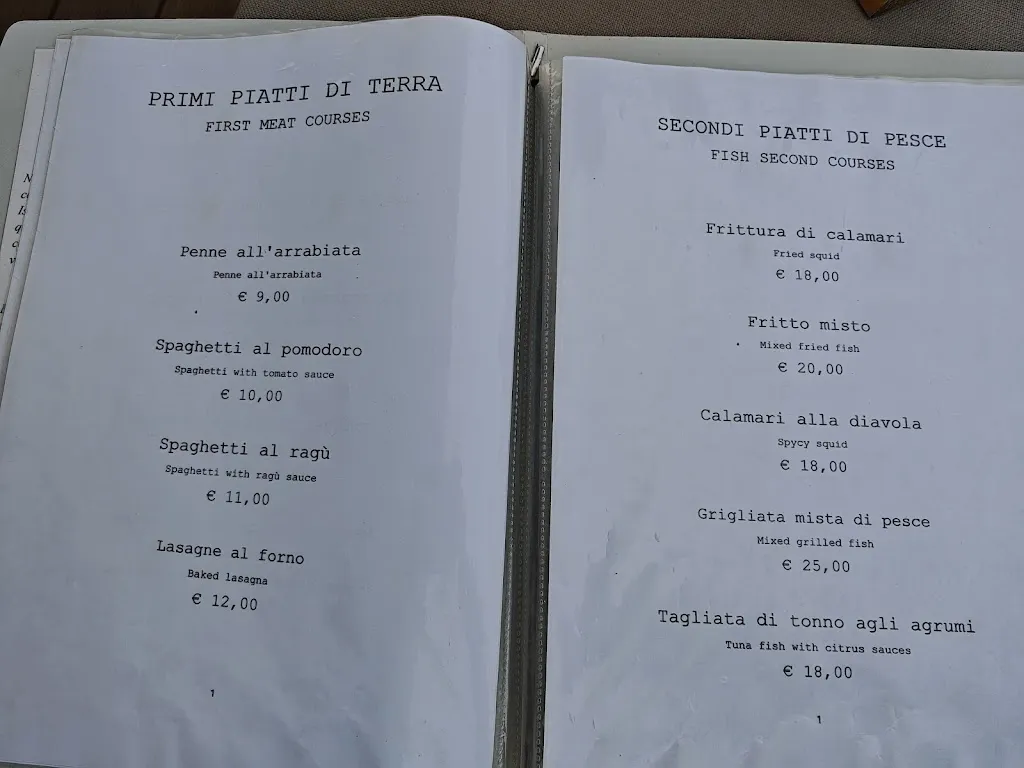 PRIMI PIATTI DI TERRA
FIRST MEAT COURSES
Penne all'arrabiata
Penne all'arrabiata
€ 9,00
Spaghetti al pomodoro
Spaghetti with tomato sauce
€ 10,00
Spaghetti al ragù
Spaghetti with ragù sauce
€ 11,00
Lasagne al forno
Baked lasagna
€ 12,00
1
SECONDI PIATTI DI PESCE
FISH SECOND COURSES
Frittura di calamari
Fried squid
€ 18,00
Fritto misto
Mixed fried fish
€ 20,00
Calamari alla diavola
Spycy squid
€ 18,00
Grigliata mista di pesce
Mixed grilled fish
€ 25,00
Tagliata di tonno agli agrumi
Tuna fish with citrus sauces
€ 18,00
1